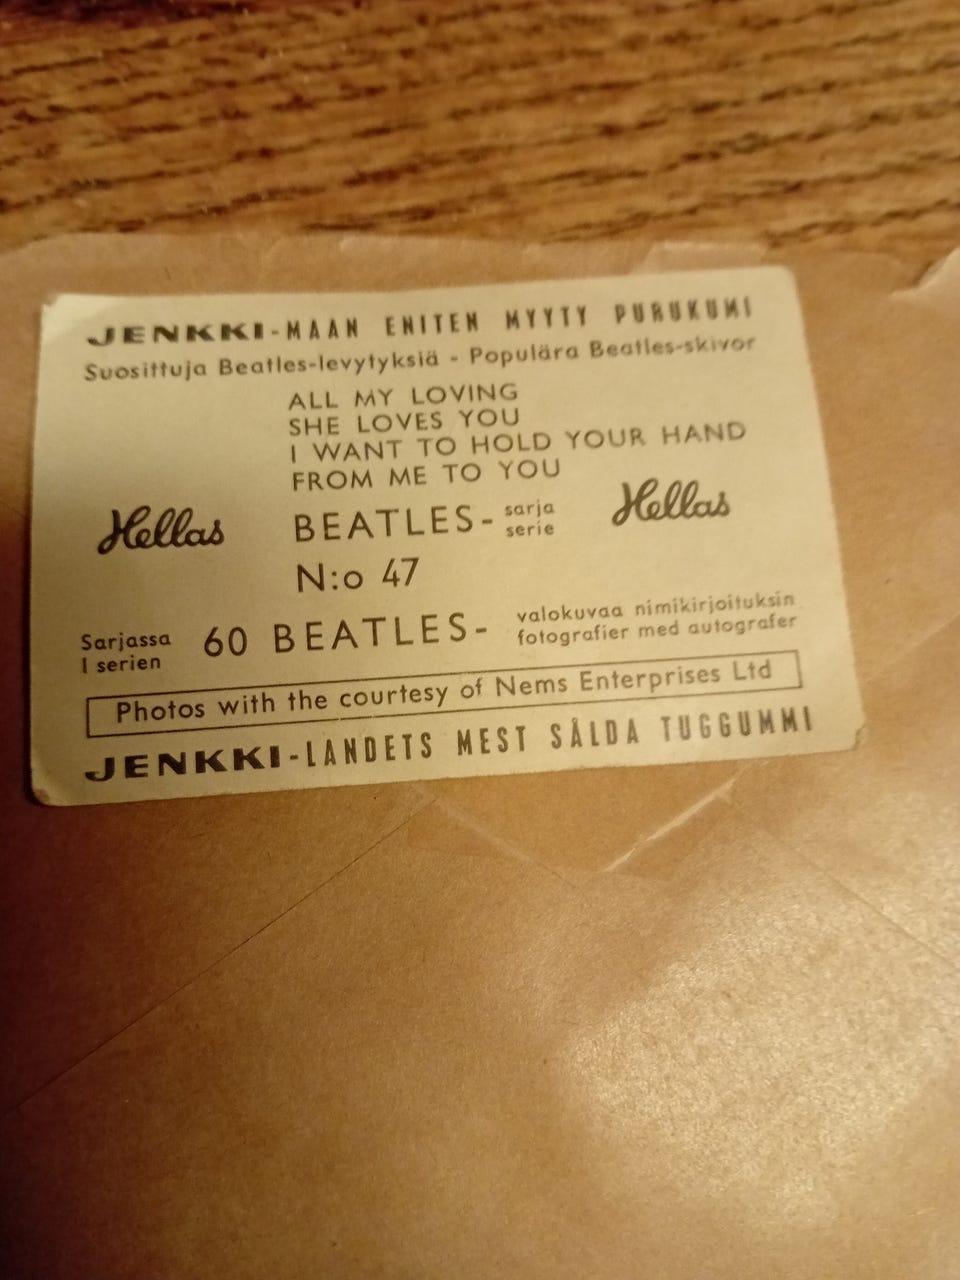 JENKKI-MAAN ENITEN MYYTY PURUKUMI
Suosittuja Beatles-levytyksiä - Populära Beatles-skivor
ALL MY LOVING
SHE LOVES YOU
I WANT TO HOLD YOUR HAND
FROM ME TO YOU
Hellas BEATLES- sarja serie Hellas
N:o 47
Sarjassa I serien 60 BEATLES- valokuvaa nimikirjoituksin fotografier med autografer
Photos with the courtesy of Nems Enterprises Ltd
JENKKI-LANDETS MEST SÅLDA TUGGUMMI